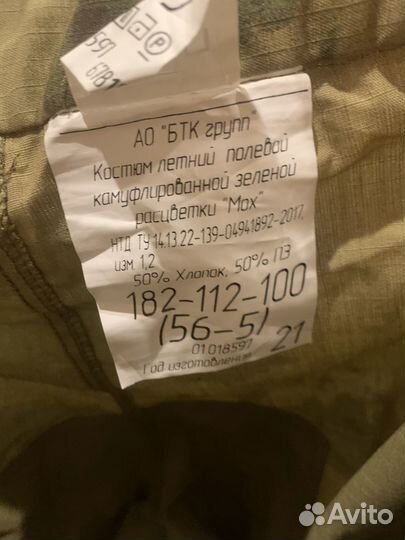 597
АО "БТК групп"
Костюм летний полевой
камуфлированной зеленой
расцветки "Мох"
НТД ТУ 14.13.22-139-04941892-2017,
изм. 1,2
50% Хлопок, 50% ПЭ
182-112-100
(56-5)
01018597
Год изготовления 21
Avito